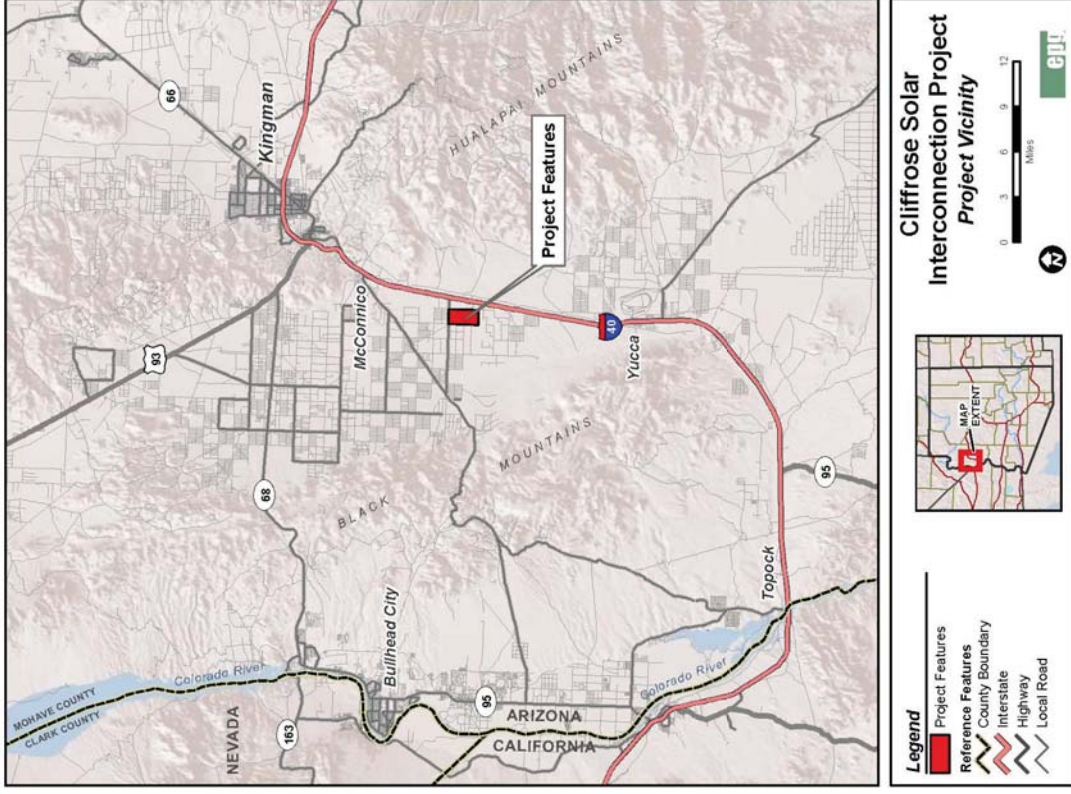 MOHAVE COUNTY
CLARK COUNTY
Colorado River
NEVADA
163
68
93
66
Kingman
McConnico
Bullhead City
BLACK
MOUNTAINS
HUALAPAI MOUNTAINS
Project Features
95
ARIZONA
CALIFORNIA
40
Yucca
Colorado River
Topock
95
Legend
Project Features
Reference Features
County Boundary
Interstate
Highway
Local Road
MAP
EXTENT
Cliffrose Solar
Interconnection Project
Project Vicinity
0 3 6 9 12
Miles
N
epg